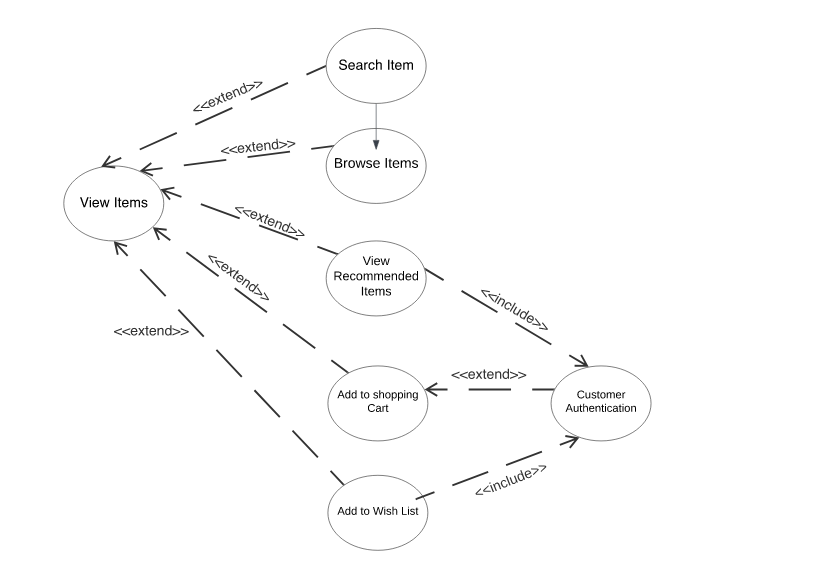 Search Item
<<extend>>
<<extend>>
Browse Items
View Items
<<extend>>
View
Recommended
Items
<<extend>>
<<include>>
<<extend>>
<<extend>>
Add to shopping
Cart
Customer
Authentication
<<include>>
Add to Wish List